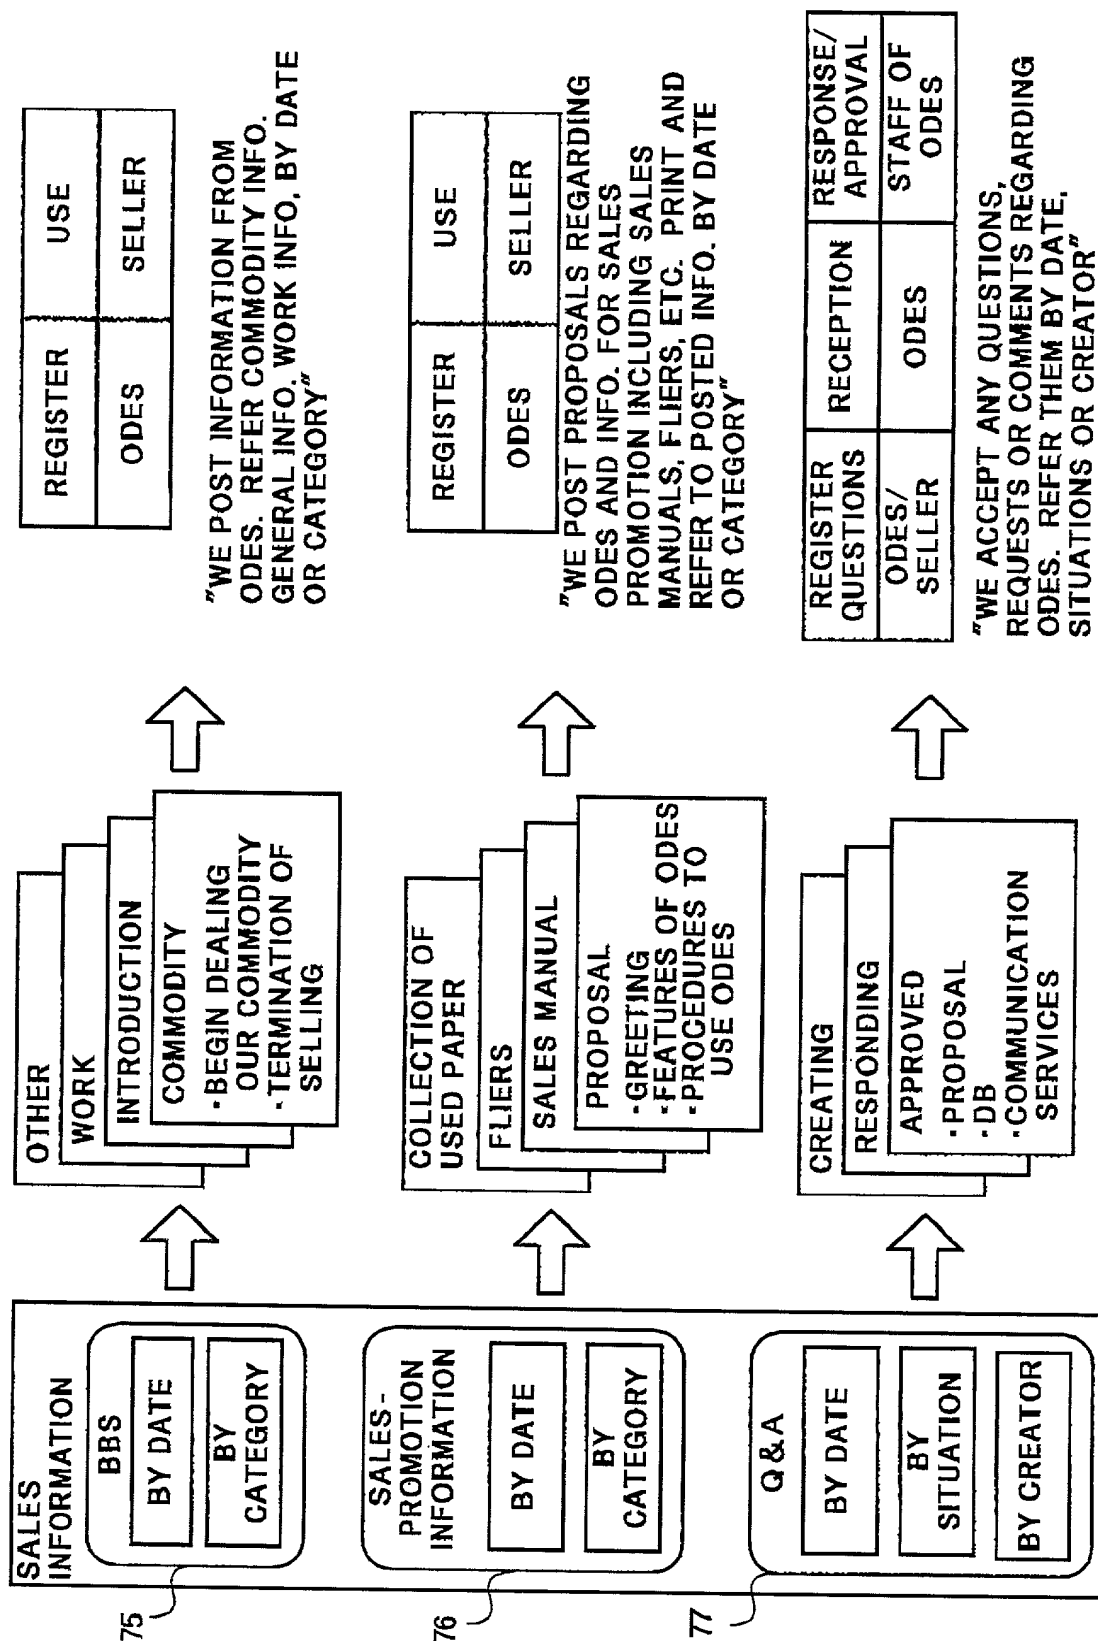 SALES
INFORMATION
75
BBS
BY DATE
BY
CATEGORY
OTHER
WORK
INTRODUCTION
COMMODITY
·BEGIN DEALING
OUR COMMODITY
·TERMINATION OF
SELLING
REGISTER
USE
ODES
SELLER
"WE POST INFORMATION FROM
ODES. REFER COMMODITY INFO.
GENERAL INFO. WORK INFO, BY DATE
OR CATEGORY"
76
SALES-
PROMOTION
INFORMATION
BY DATE
BY
CATEGORY
COLLECTION OF
USED PAPER
FLIERS
SALES MANUAL
PROPOSAL
·GREETING
·FEATURES OF ODES
·PROCEDURES TO
USE ODES
REGISTER
USE
ODES
SELLER
"WE POST PROPOSALS REGARDING
ODES AND INFO. FOR SALES
PROMOTION INCLUDING SALES
MANUALS, FLIERS, ETC. PRINT AND
REFER TO POSTED INFO. BY DATE
OR CATEGORY"
77
Q&A
BY DATE
BY
SITUATION
BY CREATOR
CREATING
RESPONDING
APPROVED
·PROPOSAL
·DB
·COMMUNICATION
SERVICES
REGISTER
QUESTIONS
RECEPTION
RESPONSE/
APPROVAL
ODES/
SELLER
ODES
STAFF OF
ODES
"WE ACCEPT ANY QUESTIONS,
REQUESTS OR COMMENTS REGARDING
ODES. REFER THEM BY DATE,
SITUATIONS OR CREATOR"